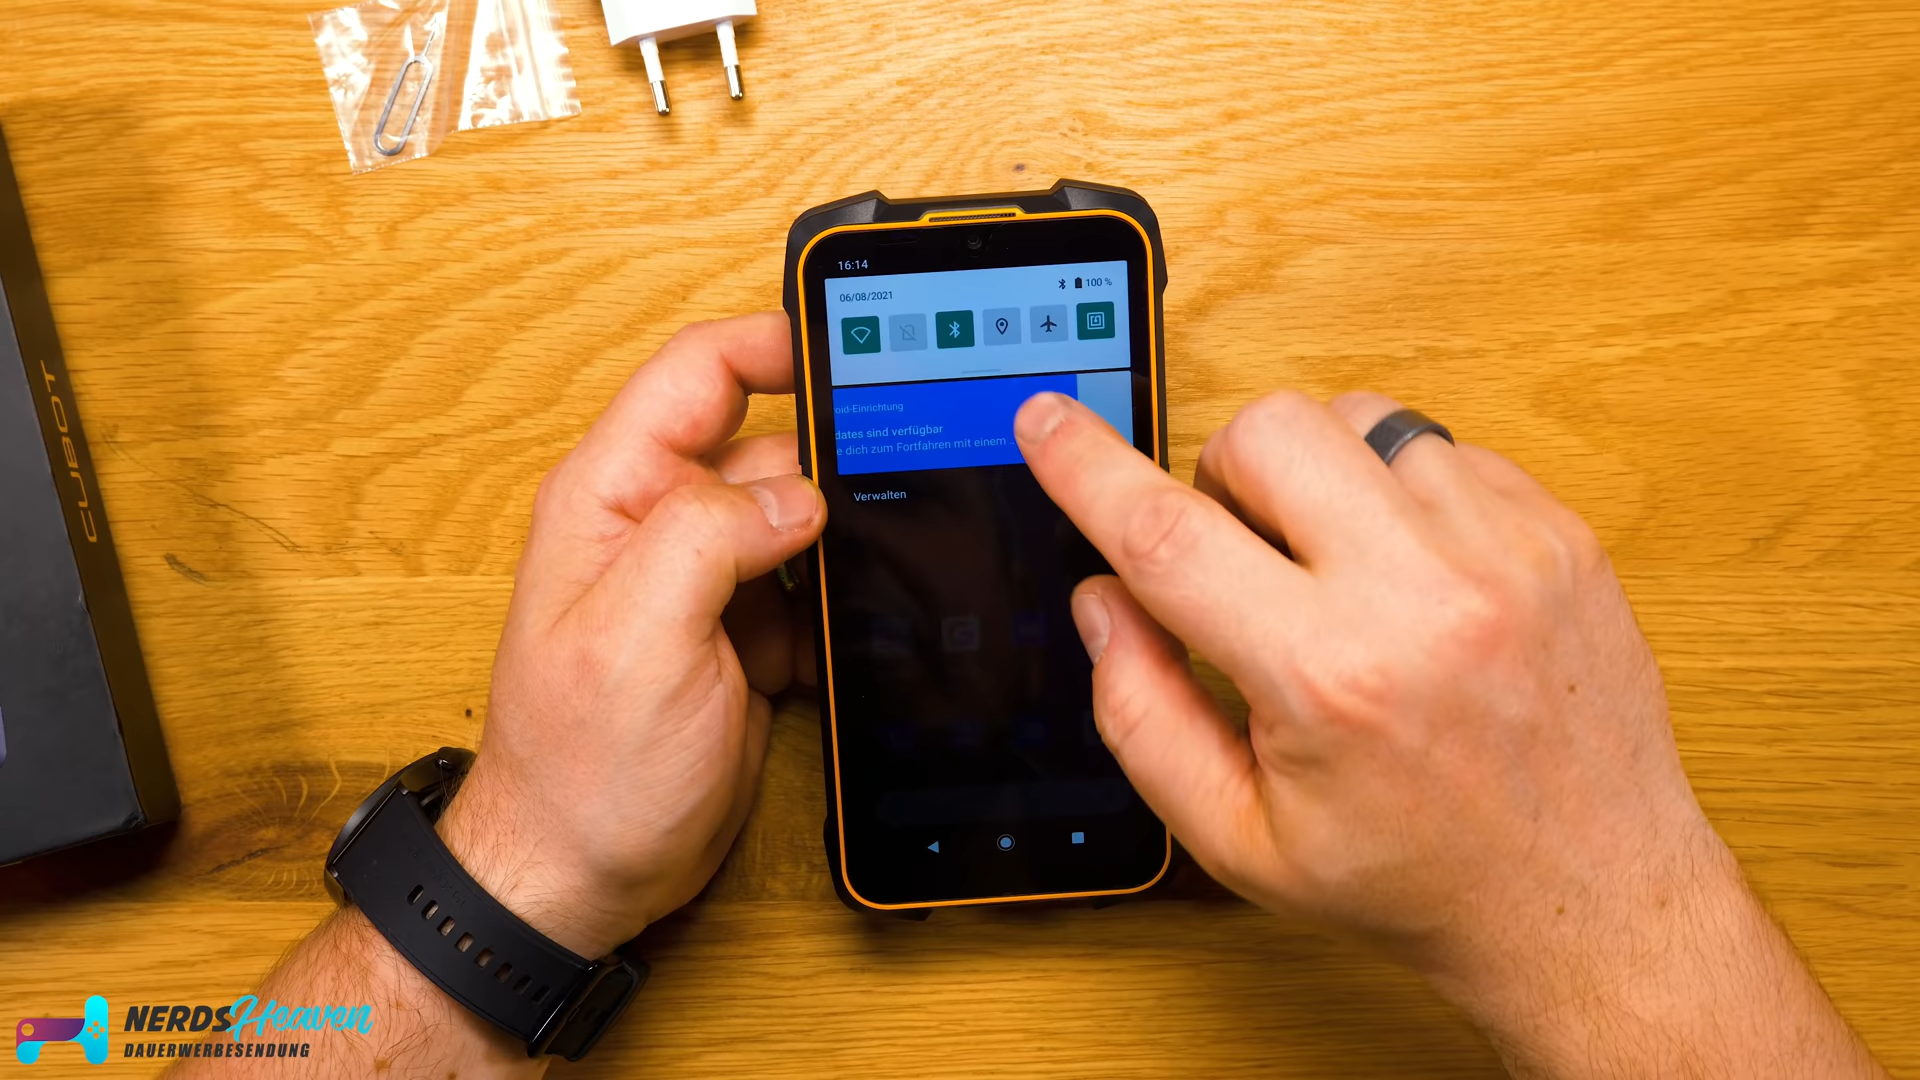 CUBOT
16:14
06/08/2021
100 %
oid-Einrichtung
dates sind verfügbar
e dich zum Fortfahren mit einem ...
Verwalten
NERDSHeaven
DAUERWERBESENDUNG